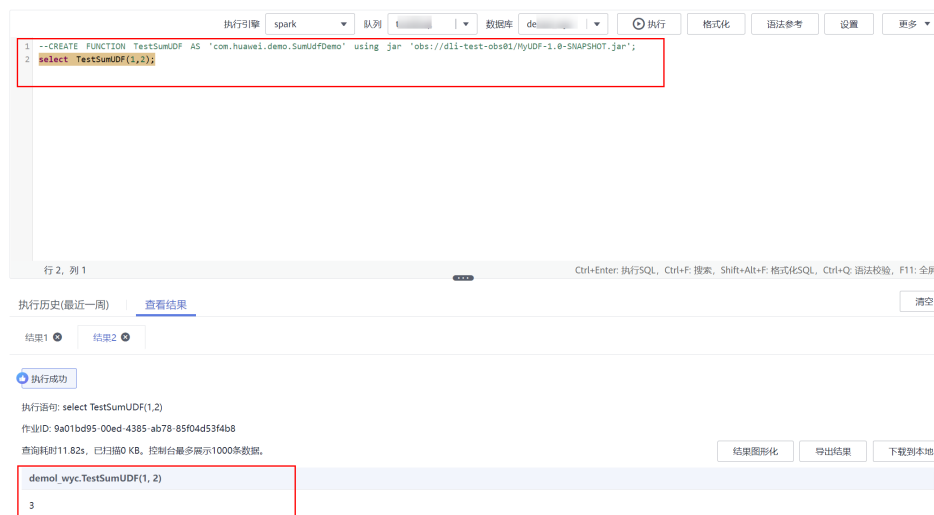 执行引擎 spark 队列 数据库 执行 格式化 语法参考 设置 更多
1 --CREATE FUNCTION TestSumUDF AS 'com.huawei.demo.SumUdfDemo' using jar 'obs://dli-test-obs01/MyUDF-1.0-SNAPSHOT.jar';
2 select TestSumUDF(1,2);
行 2，列 1 Ctrl+Enter: 执行SQL，Ctrl+F: 搜索，Shift+Alt+F: 格式化SQL，Ctrl+Q: 语法校验，F11: 全屏
执行历史(最近一周) 查看结果 清空
结果1 结果2
执行成功
执行语句: select TestSumUDF(1,2)
作业ID: 9a01bd95-00ed-4385-ab78-85f04d53f4b8
查询耗时11.82s，已扫描0 KB。控制台最多展示1000条数据。 结果图形化 导出结果 下载到本地
demol_wyc.TestSumUDF(1, 2)
3